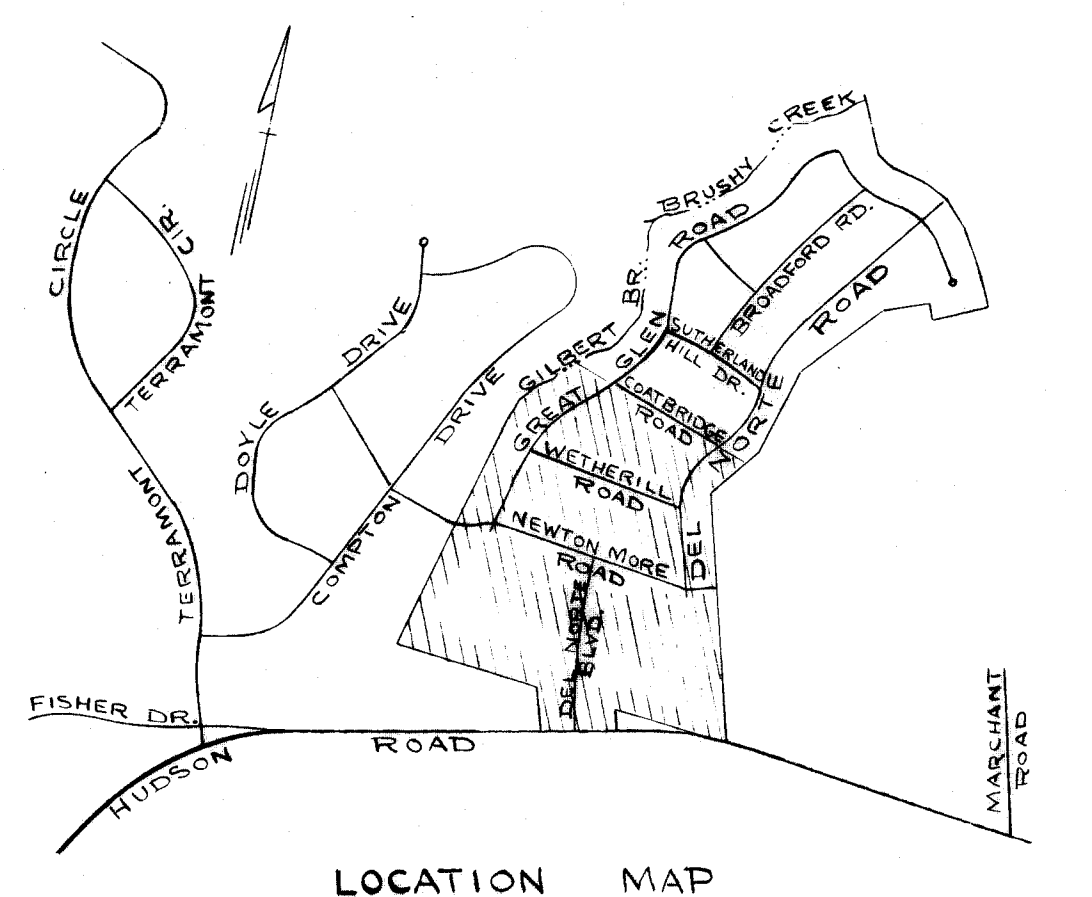 CREEK
BRUSHY
CIRCLE
CIR.
ROAD
BROADFORD RD.
TERRAMONT
BR.
ROAD
DRIVE
GILBERT
GLEN
SUTHERLAND
HILL DR.
DRIVE
GREAT
COATBRIDGE
ROAD
NORTE
DOYLE
WETHERILL
ROAD
TERRAMONT
COMPTON
NEWTON MORE
ROAD
DEL
DEL NORTE
BLVD.
FISHER DR.
ROAD
HUDSON
MARCHANT
ROAD
LOCATION MAP